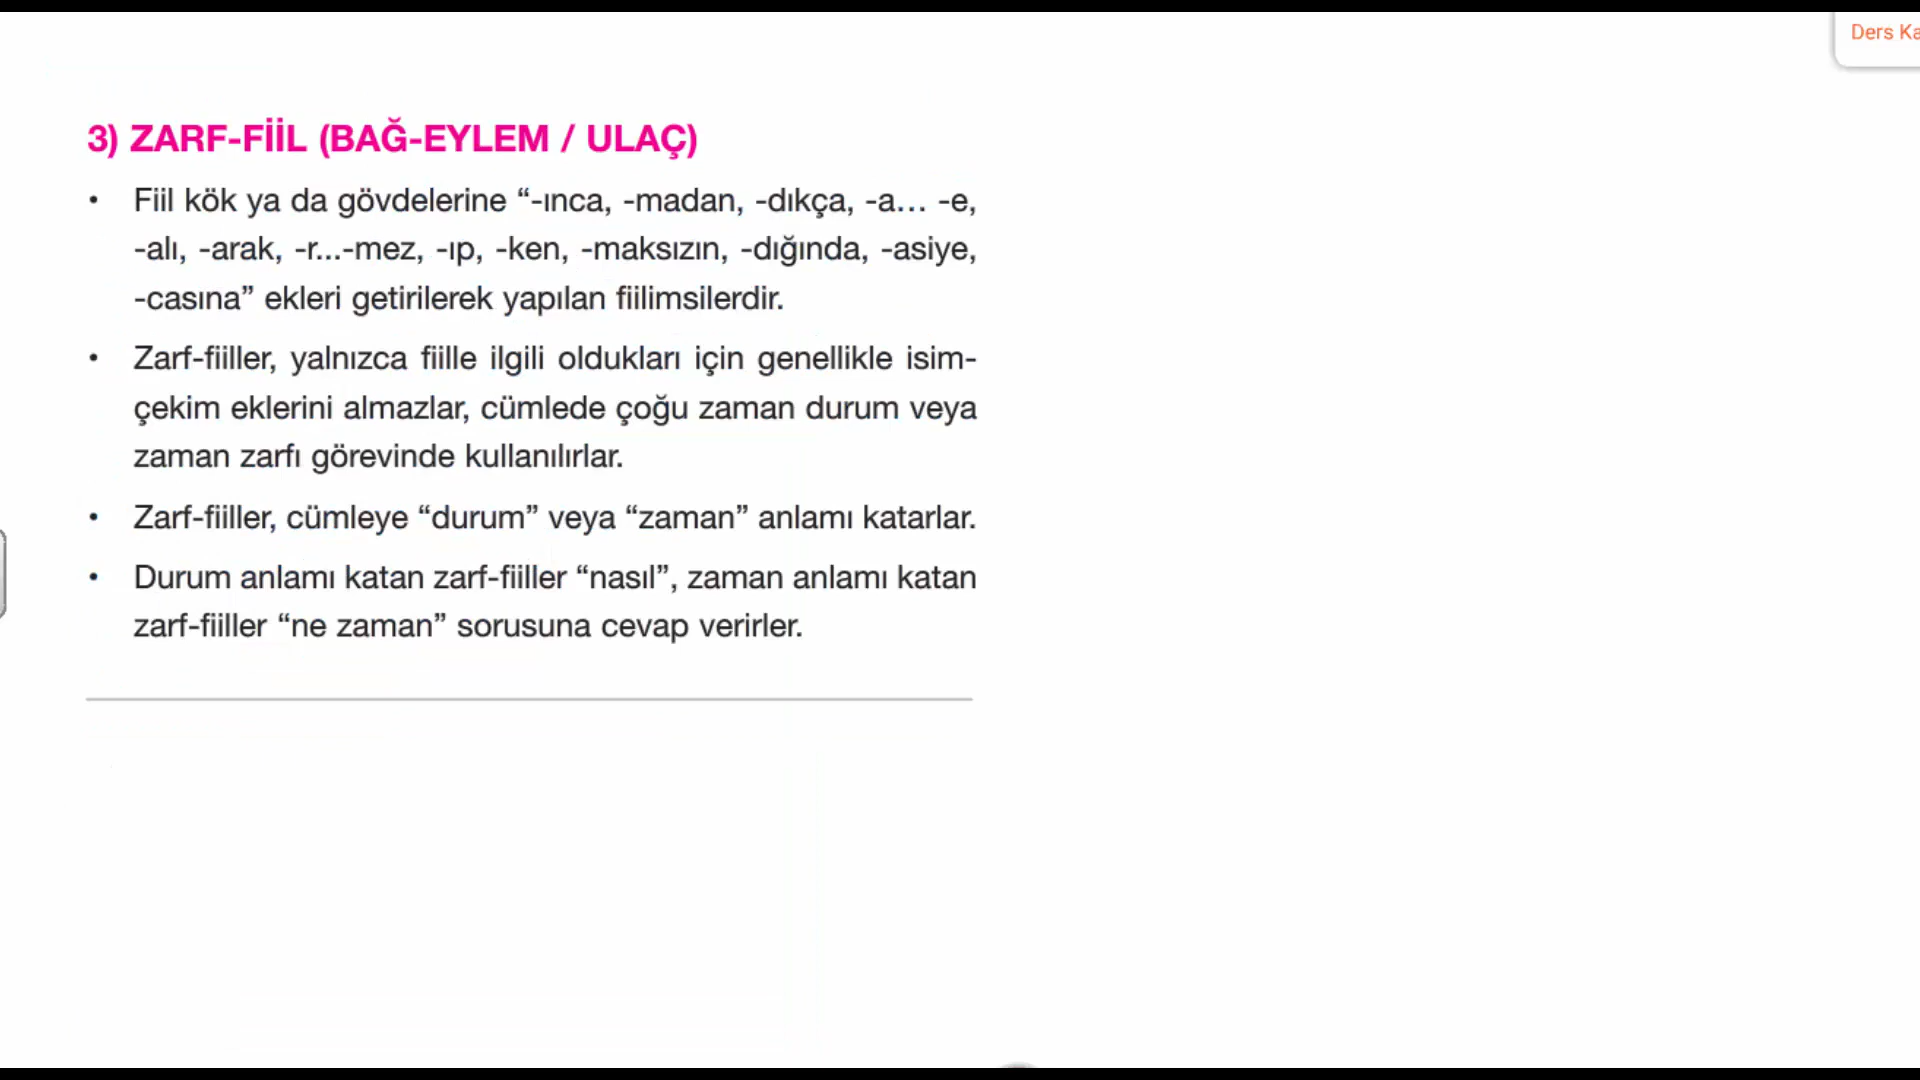 Ders Ka
3) ZARF-FİİL (BAĞ-EYLEM / ULAÇ)
• Fiil kök ya da gövdelerine “-ınca, -madan, -dıkça, -a... -e,
-alı, -arak, -r...-mez, -ıp, -ken, -maksızın, -dığında, -asiye,
-casına” ekleri getirilerek yapılan fiilimsilerdir.
• Zarf-fiiller, yalnızca fiille ilgili oldukları için genellikle isim-
çekim eklerini almazlar, cümlede çoğu zaman durum veya
zaman zarfı görevinde kullanılırlar.
• Zarf-fiiller, cümleye “durum” veya “zaman” anlamı katarlar.
• Durum anlamı katan zarf-fiiller “nasıl”, zaman anlamı katan
zarf-fiiller “ne zaman” sorusuna cevap verirler.